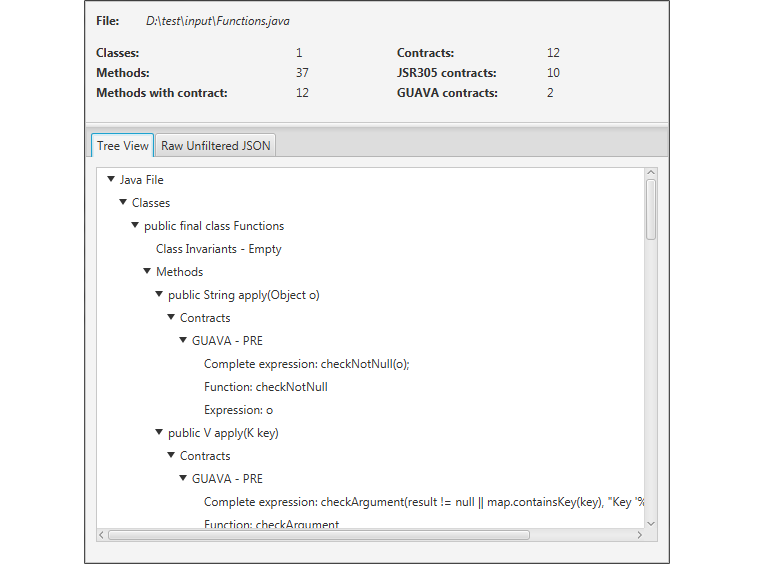 File: D:\test\input\Functions.java
Classes: 1 Contracts: 12
Methods: 37 JSR305 contracts: 10
Methods with contract: 12 GUAVA contracts: 2
Tree View Raw Unfiltered JSON
Java File
Classes
public final class Functions
Class Invariants - Empty
Methods
public String apply(Object o)
Contracts
GUAVA - PRE
Complete expression: checkNotNull(o);
Function: checkNotNull
Expression: o
public V apply(K key)
Contracts
GUAVA - PRE
Complete expression: checkArgument(result != null || map.containsKey(key), "Key '%
Function: checkArgument